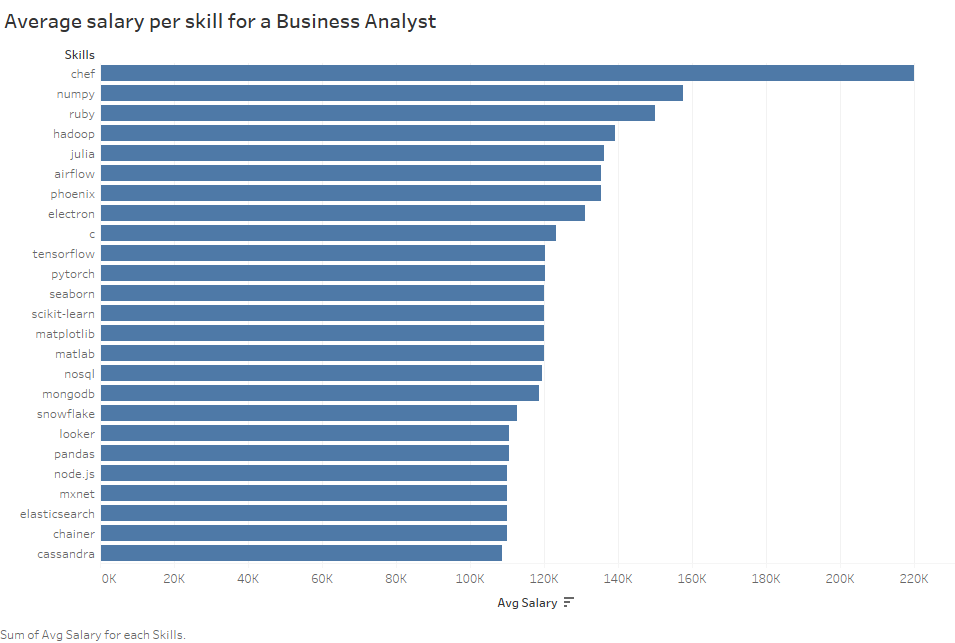 Average salary per skill for a Business Analyst
Skills
chef
numpy
ruby
hadoop
julia
airflow
phoenix
electron
c
tensorflow
pytorch
seaborn
scikit-learn
matplotlib
matlab
nosql
mongodb
snowflake
looker
pandas
node.js
mxnet
elasticsearch
chainer
cassandra
0K 20K 40K 60K 80K 100K 120K 140K 160K 180K 200K 220K
Avg Salary
Sum of Avg Salary for each Skills.